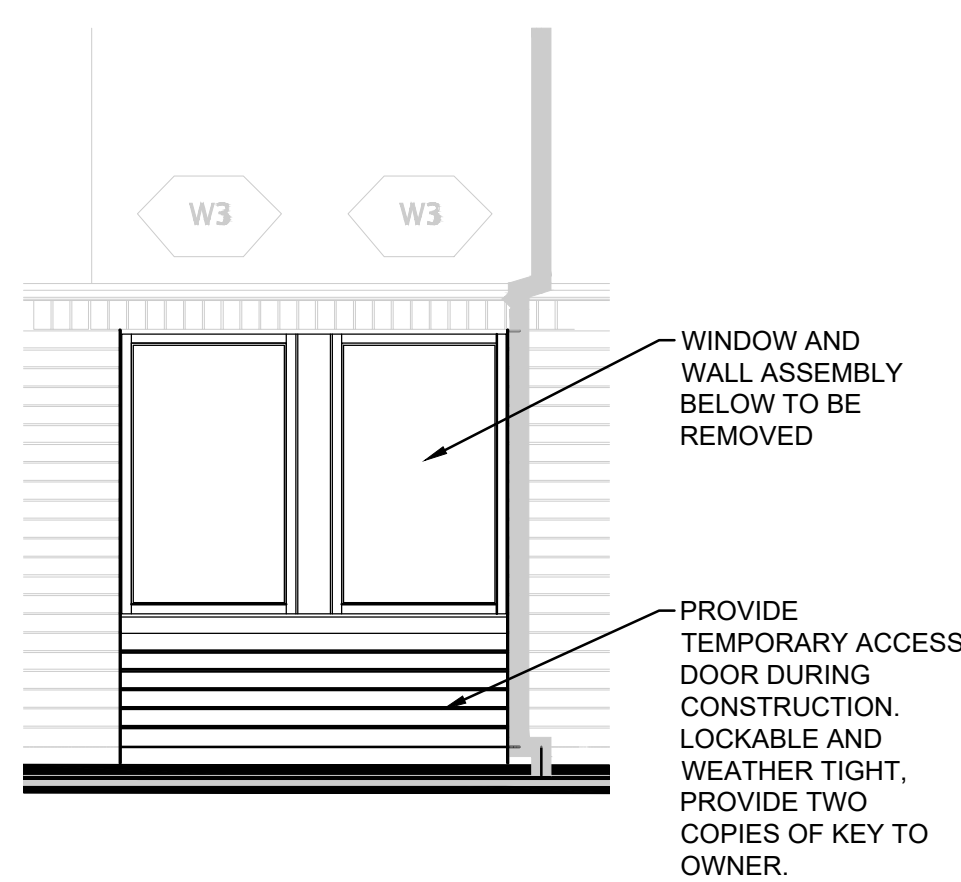 W3 W3
WINDOW AND
WALL ASSEMBLY
BELOW TO BE
REMOVED
PROVIDE
TEMPORARY ACCESS
DOOR DURING
CONSTRUCTION.
LOCKABLE AND
WEATHER TIGHT,
PROVIDE TWO
COPIES OF KEY TO
OWNER.